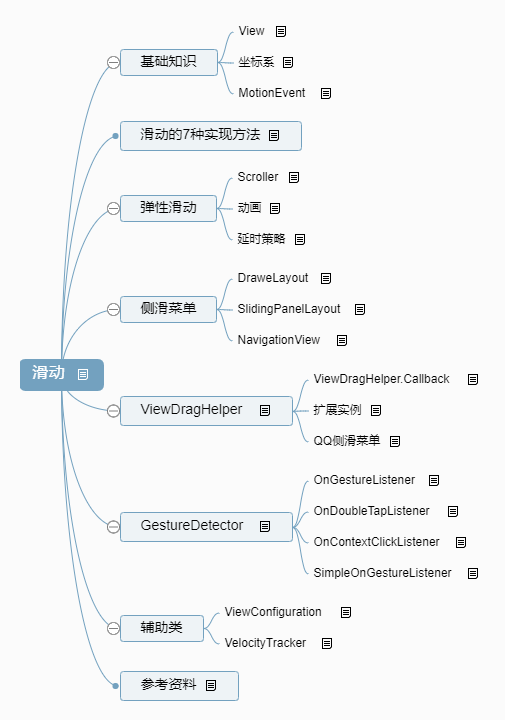 滑动
基础知识
View
坐标系
MotionEvent
滑动的7种实现方法
弹性滑动
Scroller
动画
延时策略
侧滑菜单
DraweLayout
SlidingPanelLayout
NavigationView
ViewDragHelper
ViewDragHelper.Callback
扩展实例
QQ侧滑菜单
GestureDetector
OnGestureListener
OnDoubleTapListener
OnContextClickListener
SimpleOnGestureListener
辅助类
ViewConfiguration
VelocityTracker
参考资料